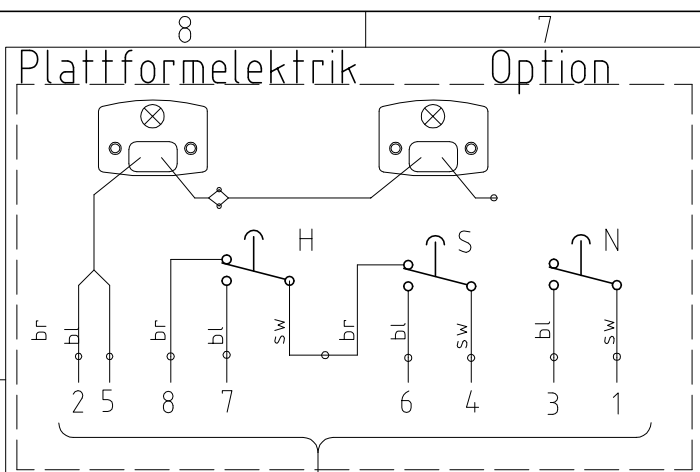 8 7
Plattformelektrik Option
H S N
br bl br bl sw br bl sw bl sw
2 5 8 7 6 4 3 1